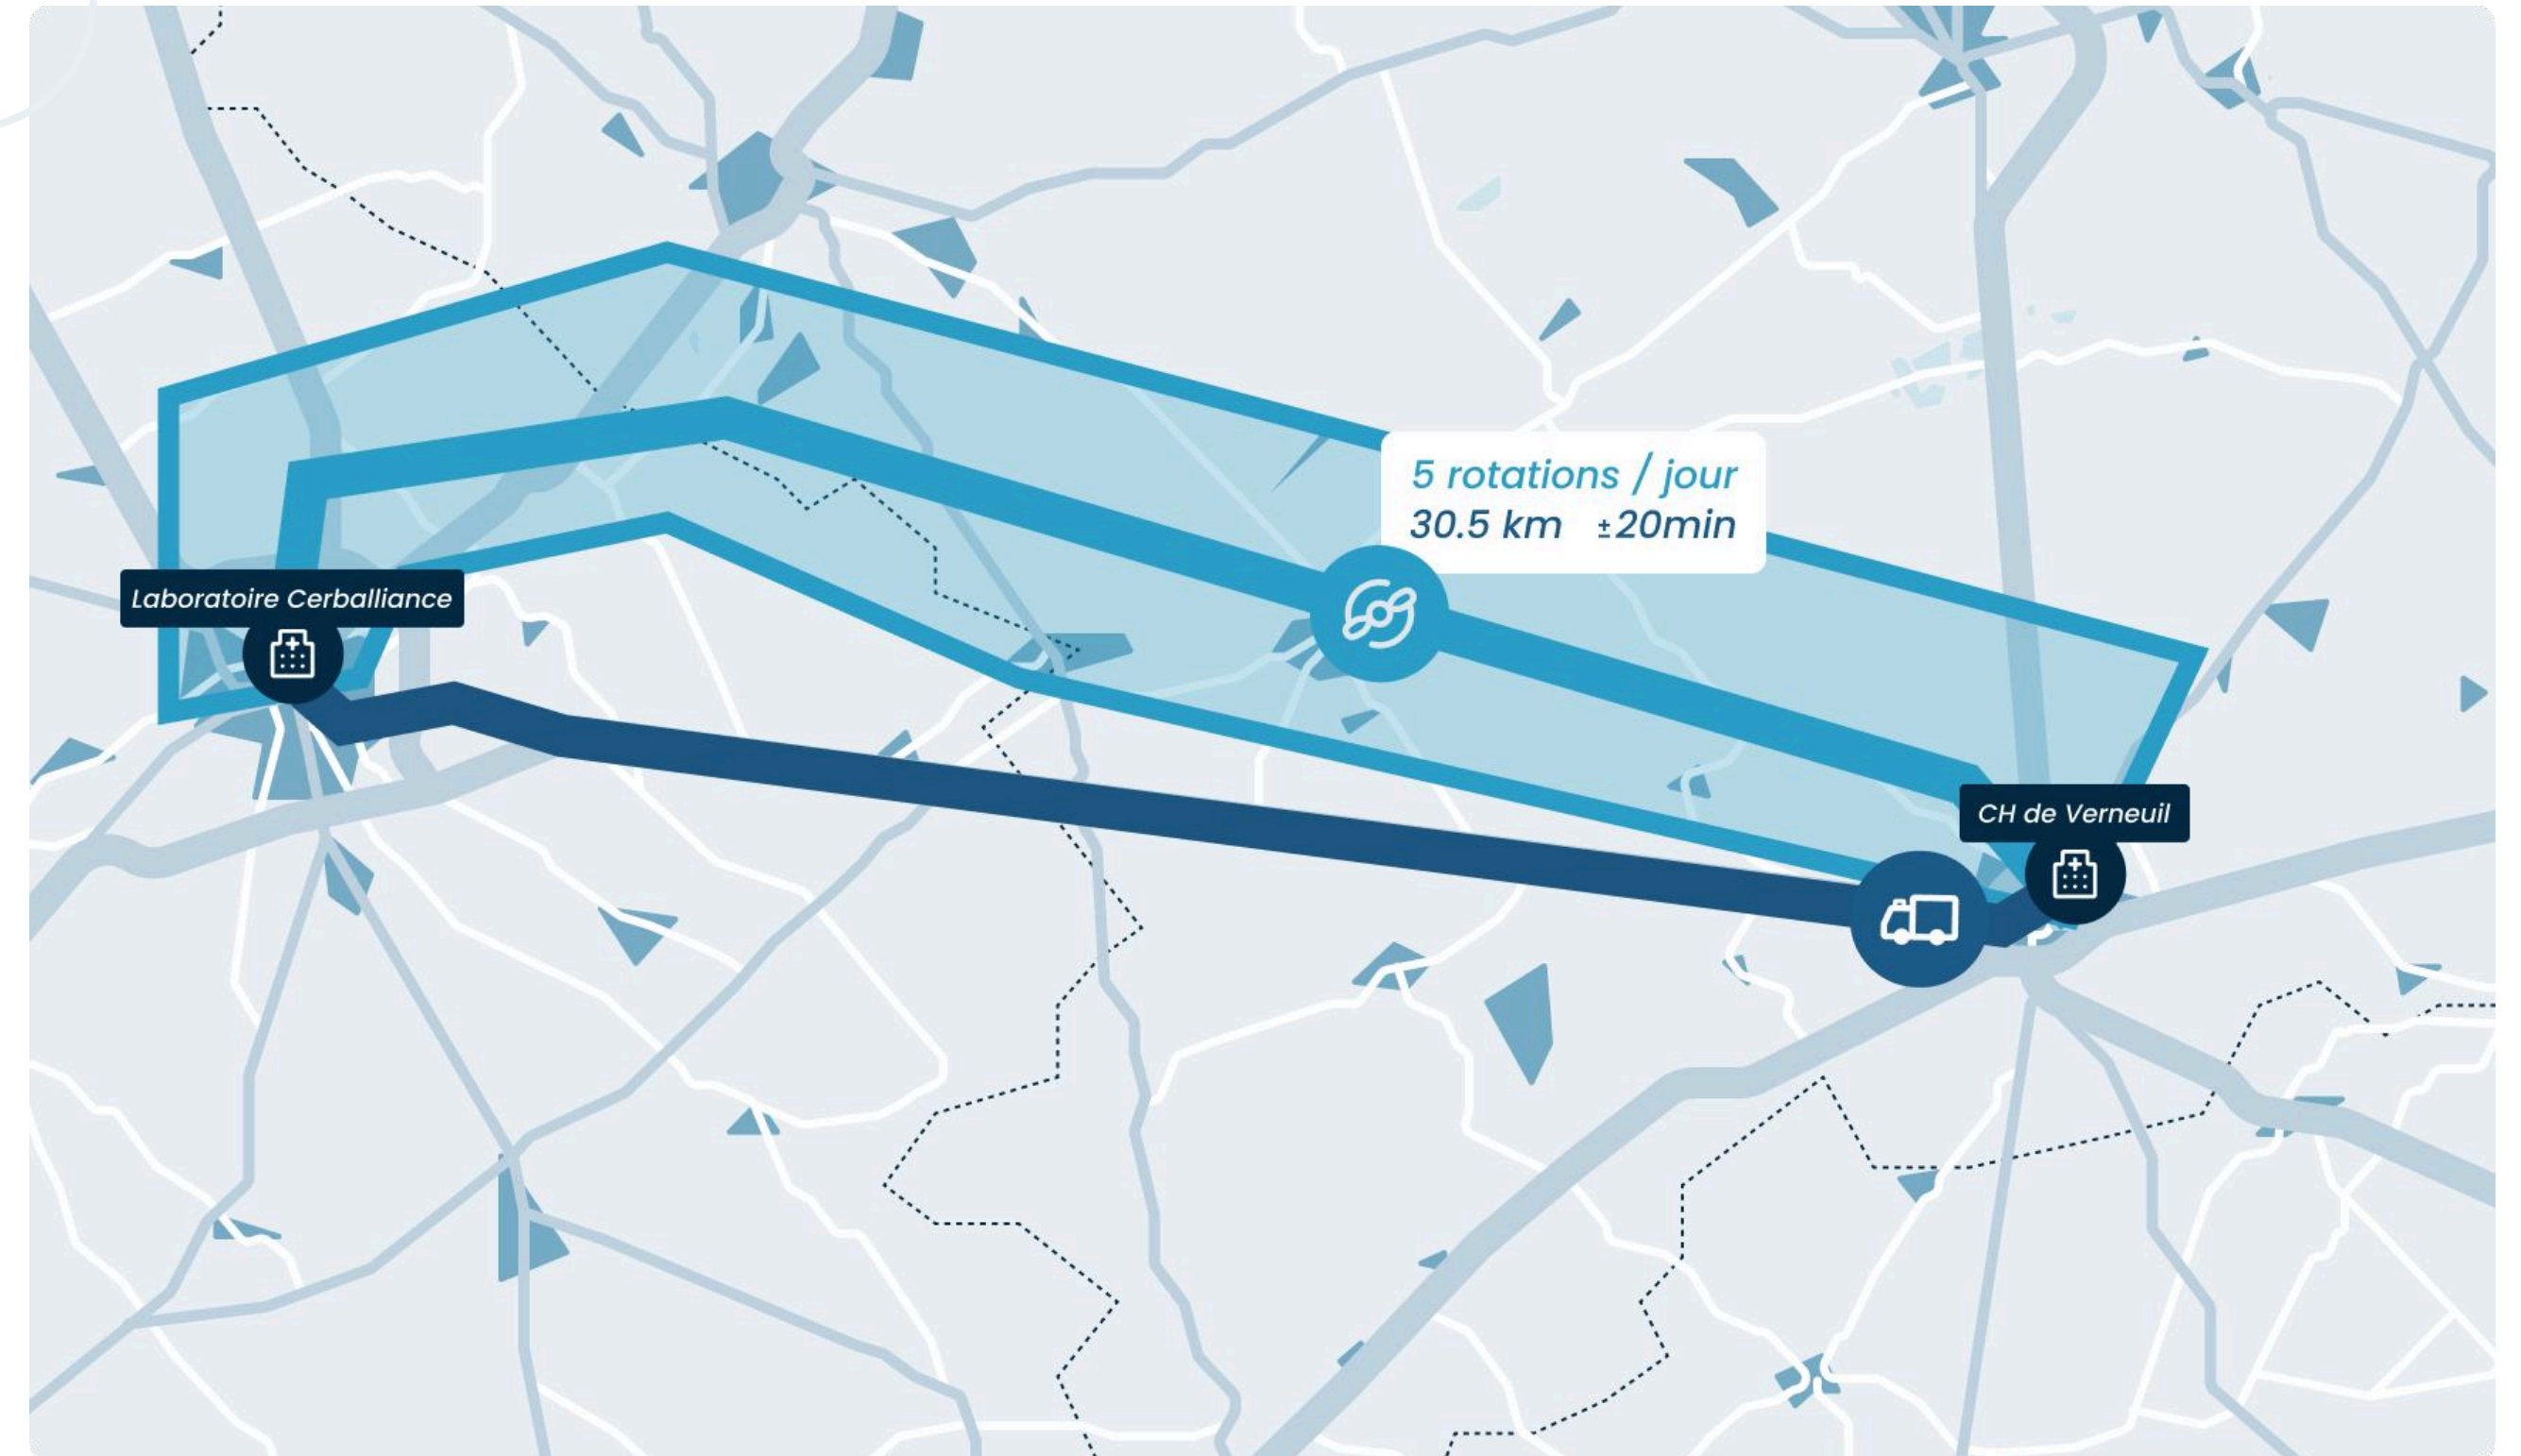 5 rotations / jour
30.5 km ±20min
Laboratoire Cerballiance
CH de Verneuil